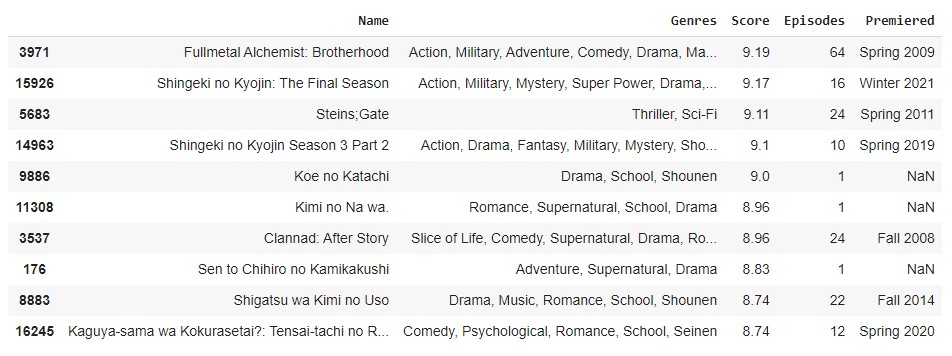 Name Genres Score Episodes Premiered
3971 Fullmetal Alchemist: Brotherhood Action, Military, Adventure, Comedy, Drama, Ma... 9.19 64 Spring 2009
15926 Shingeki no Kyojin: The Final Season Action, Military, Mystery, Super Power, Drama,... 9.17 16 Winter 2021
5683 Steins;Gate Thriller, Sci-Fi 9.11 24 Spring 2011
14963 Shingeki no Kyojin Season 3 Part 2 Action, Drama, Fantasy, Military, Mystery, Sho... 9.1 10 Spring 2019
9886 Koe no Katachi Drama, School, Shounen 9.0 1 NaN
11308 Kimi no Na wa. Romance, Supernatural, School, Drama 8.96 1 NaN
3537 Clannad: After Story Slice of Life, Comedy, Supernatural, Drama, Ro... 8.96 24 Fall 2008
176 Sen to Chihiro no Kamikakushi Adventure, Supernatural, Drama 8.83 1 NaN
8883 Shigatsu wa Kimi no Uso Drama, Music, Romance, School, Shounen 8.74 22 Fall 2014
16245 Kaguya-sama wa Kokurasetai?: Tensai-tachi no R... Comedy, Psychological, Romance, School, Seinen 8.74 12 Spring 2020